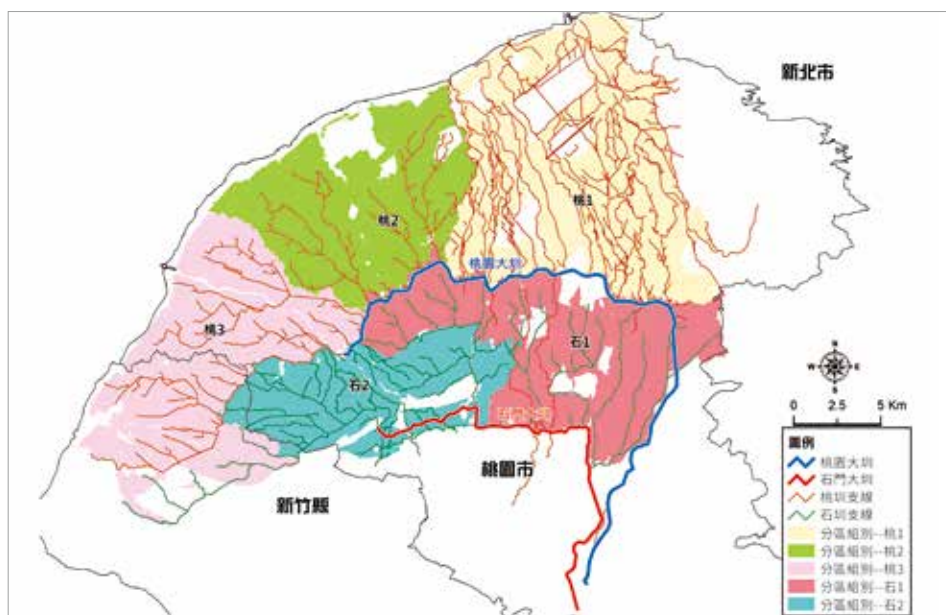 新北市
桃1
桃2
桃園大圳
桃3
石1
石2
石門大圳
桃園市
新竹縣
N
W
E
S
0 2.5 5 Km
圖例
桃園大圳
石門大圳
桃圳支線
石圳支線
分區組別--桃1
分區組別--桃2
分區組別--桃3
分區組別--石1
分區組別--石2